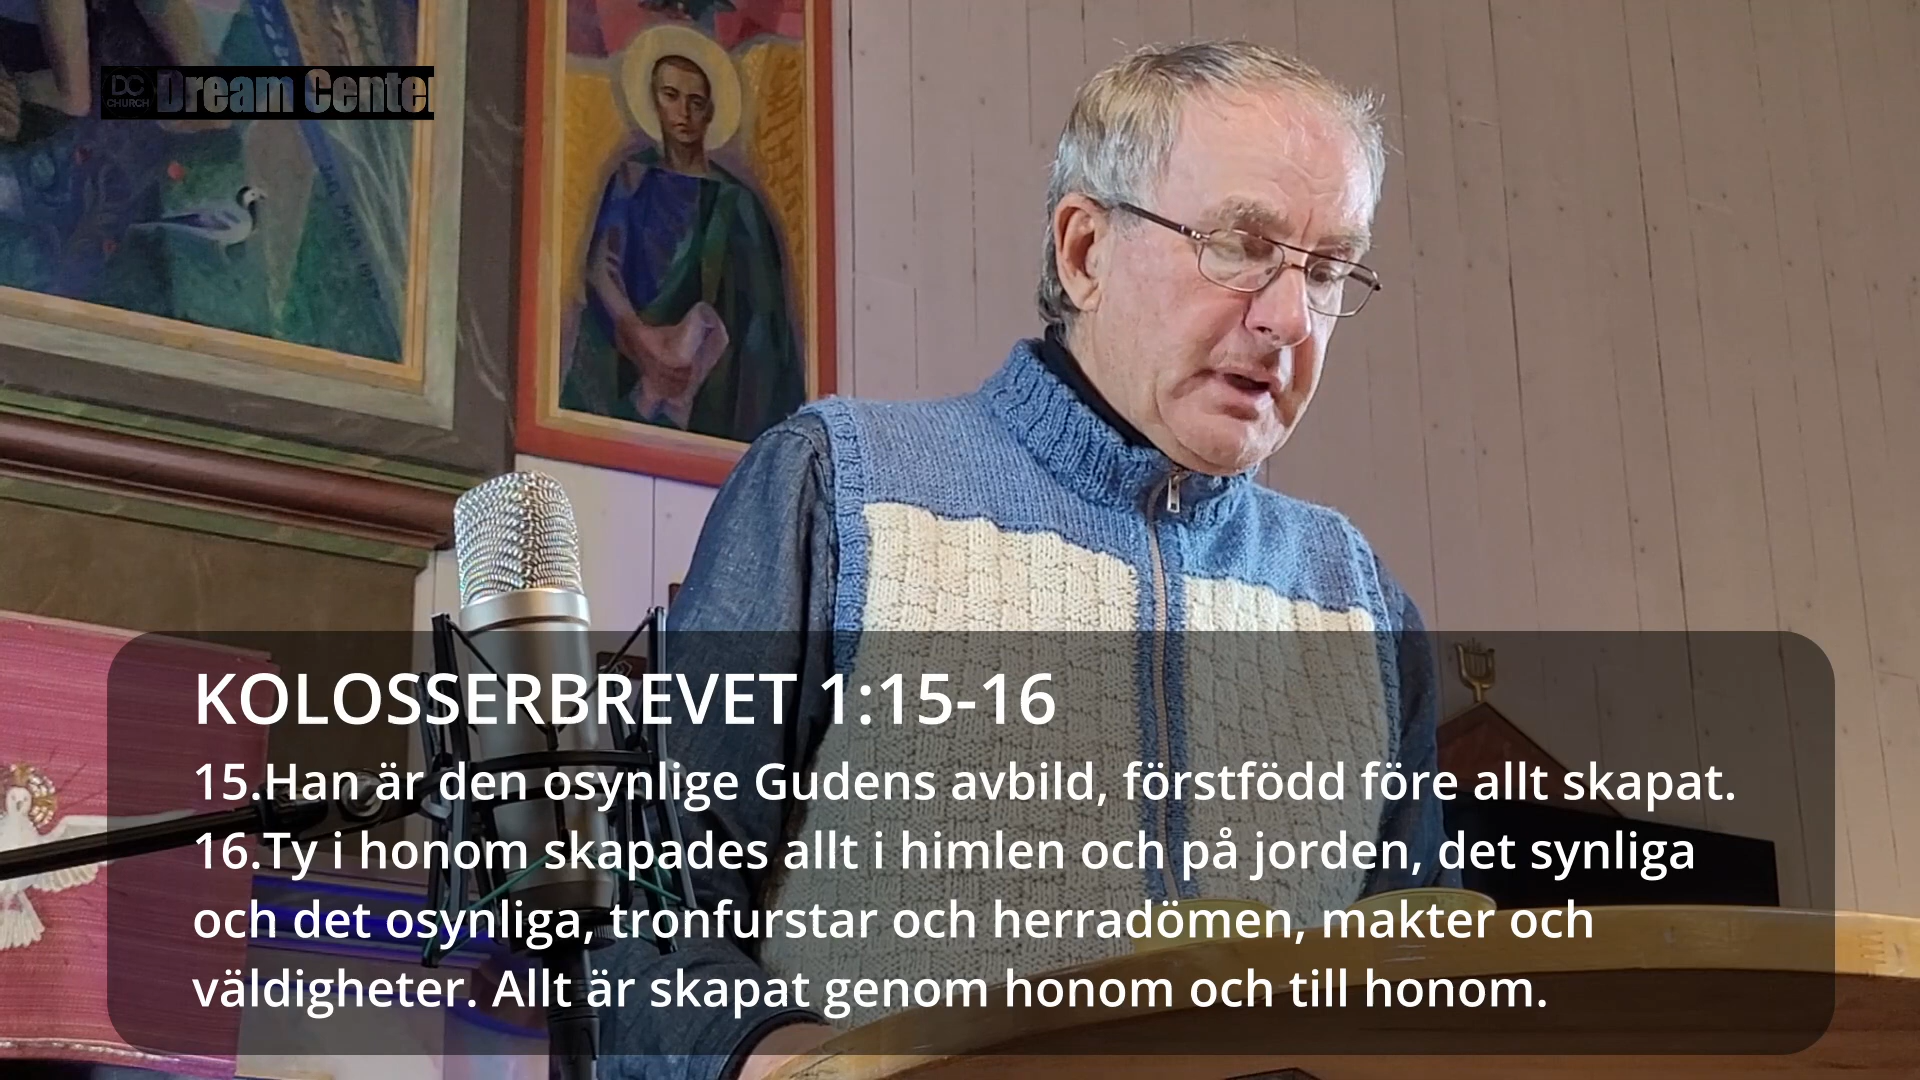 DC
CHURCH
Dream Center
KOLOSSERBREVET 1:15-16
15.Han är den osynlige Gudens avbild, förstfödd före allt skapat.
16.Ty i honom skapades allt i himlen och på jorden, det synliga
och det osynliga, tronfurstar och herradömen, makter och
väldigheter. Allt är skapat genom honom och till honom.